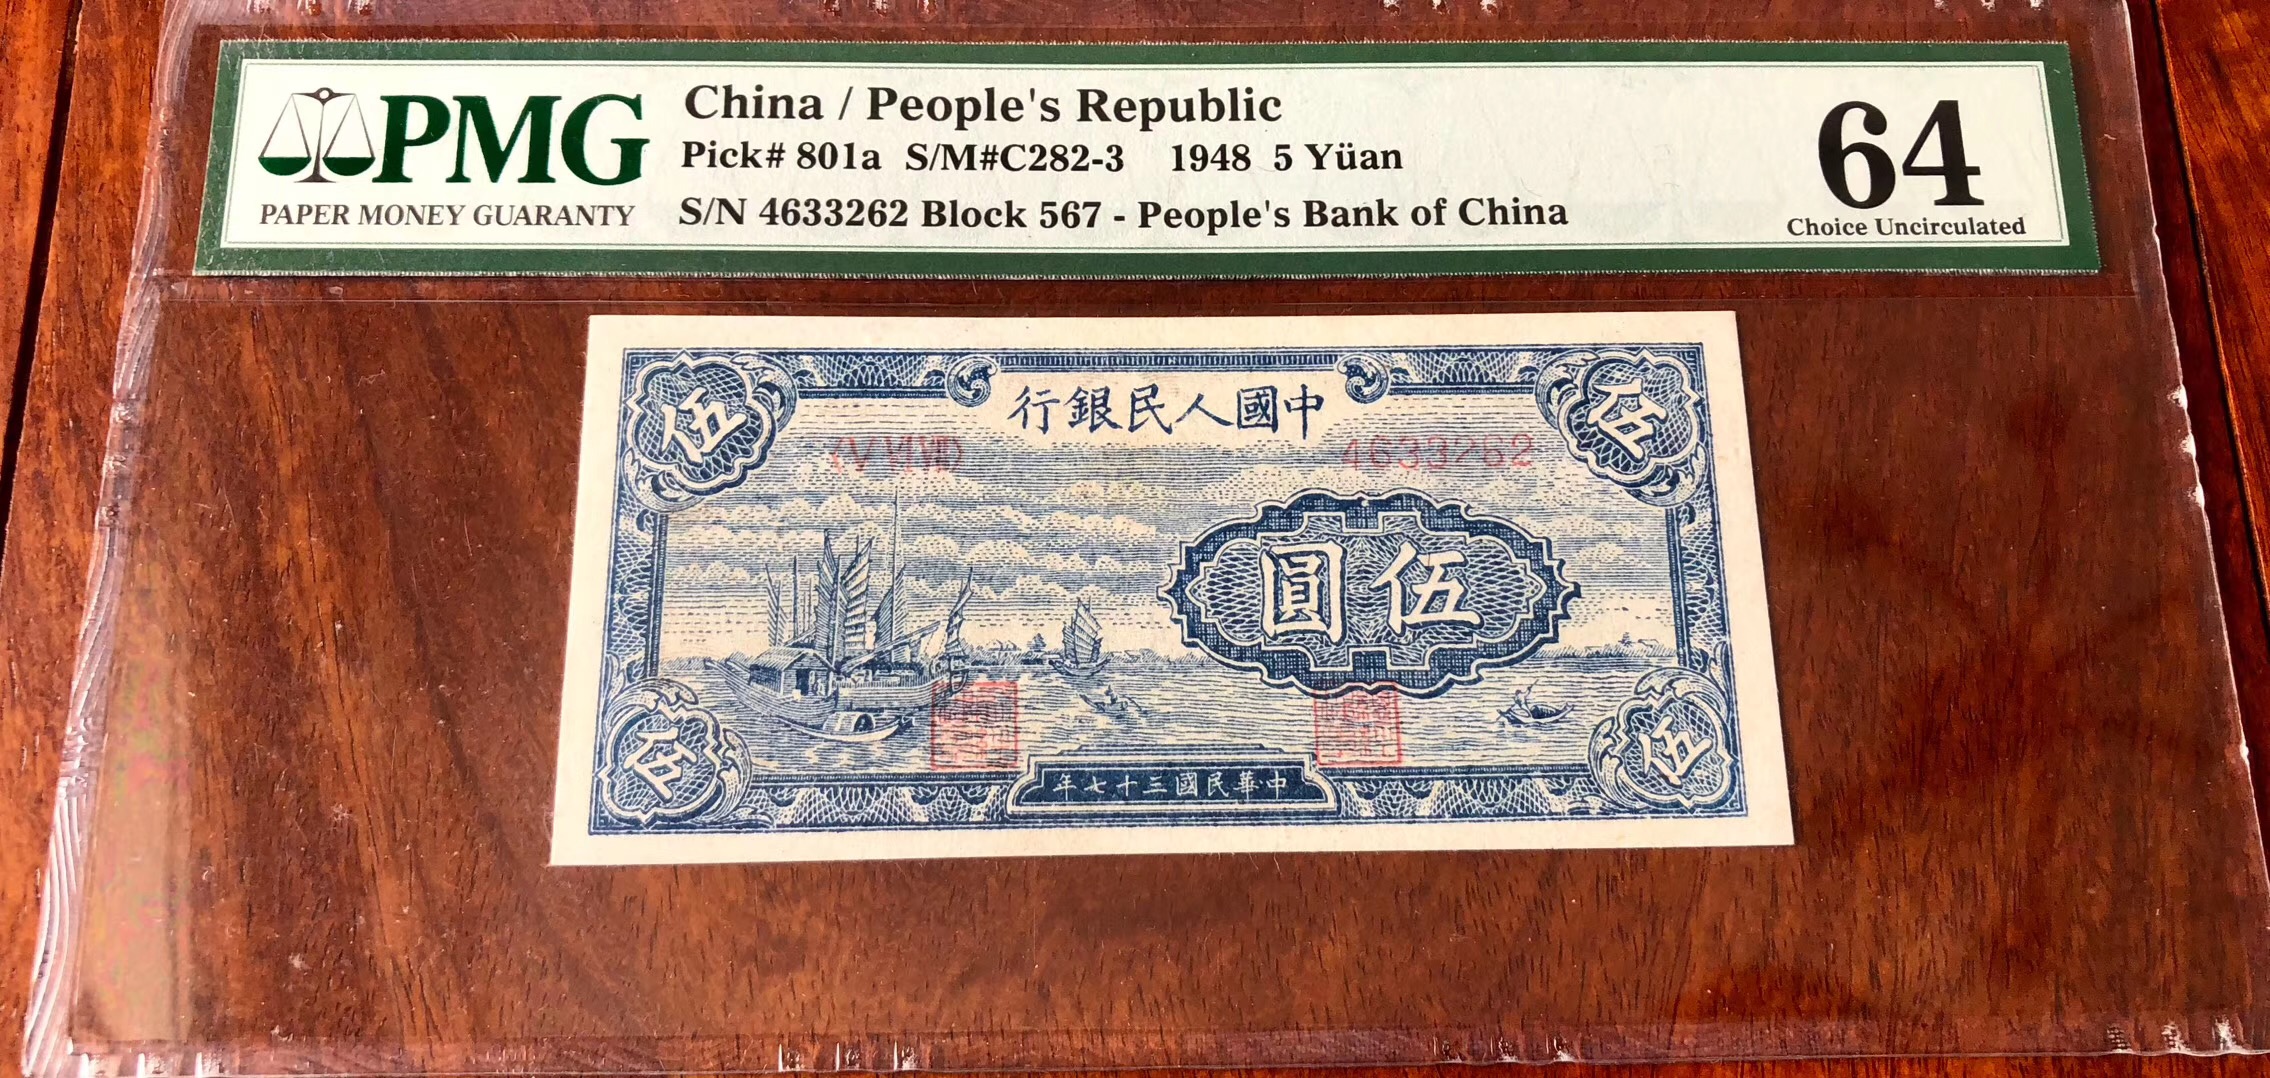 PMG
PAPER MONEY GUARANTY
China / People's Republic
Pick# 801a S/M#C282-3 1948 5 Yüan
S/N 4633262 Block 567 - People's Bank of China
64
Choice Uncirculated
中國人民銀行
伍
伍
(V VI VII)
4633262
伍圓
伍
伍
中華民國三十七年